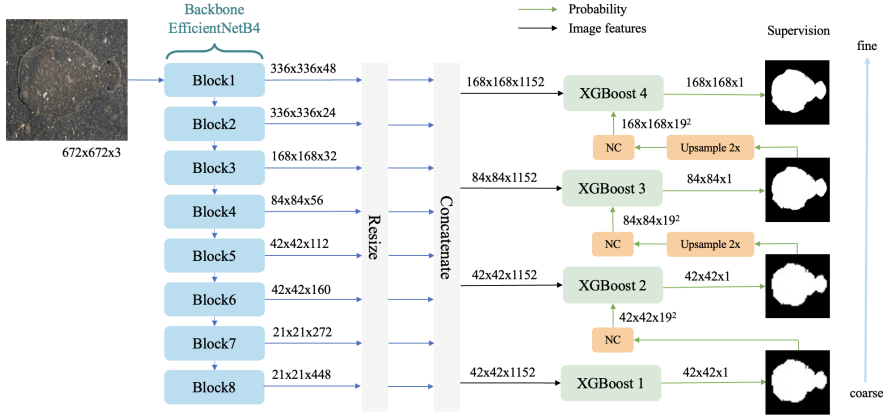 Backbone
EfficientNetB4
Probability
Image features
Supervision
fine
672x672x3
Block1
336x336x48
Block2
336x336x24
Block3
168x168x32
Block4
84x84x56
Block5
42x42x112
Block6
42x42x160
Block7
21x21x272
Block8
21x21x448
Resize
Concatenate
168x168x1152
XGBoost 4
168x168x1
168x168x19²
NC
Upsample 2x
84x84x1152
XGBoost 3
84x84x1
84x84x19²
NC
Upsample 2x
42x42x1152
XGBoost 2
42x42x1
42x42x19²
NC
42x42x1152
XGBoost 1
42x42x1
coarse